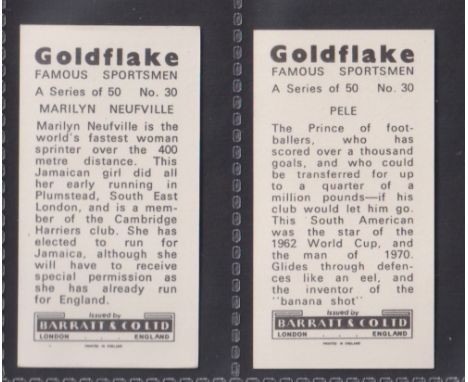 Goldflake
FAMOUS SPORTSMEN
A Series of 50 No. 30
MARILYN NEUFVILLE
Marilyn Neufville is the
world's fastest woman
sprinter over the 400
metre distance. This
Jamaican girl did all
her early running in
Plumstead, South East
London, and is a mem-
ber of the Cambridge
Harriers club. She has
elected to run for
Jamaica, although she
will have to receive
special permission as
she has already run
for England.
Issued by
BARRATT & CO LTD
LONDON ENGLAND
PRINTED IN ENGLAND
Goldflake
FAMOUS SPORTSMEN
A Series of 50 No. 30
PELE
The Prince of foot-
ballers, who has
scored over a thousand
goals, and who could
be transferred for up
to a quarter of a
million pounds—if his
club would let him go.
This South American
was the star of the
1962 World Cup, and
the man of 1970.
Glides through defen-
ces like an eel, and
the inventor of the
"banana shot"
Issued by
BARRATT & CO LTD
LONDON ENGLAND
PRINTED IN ENGLAND